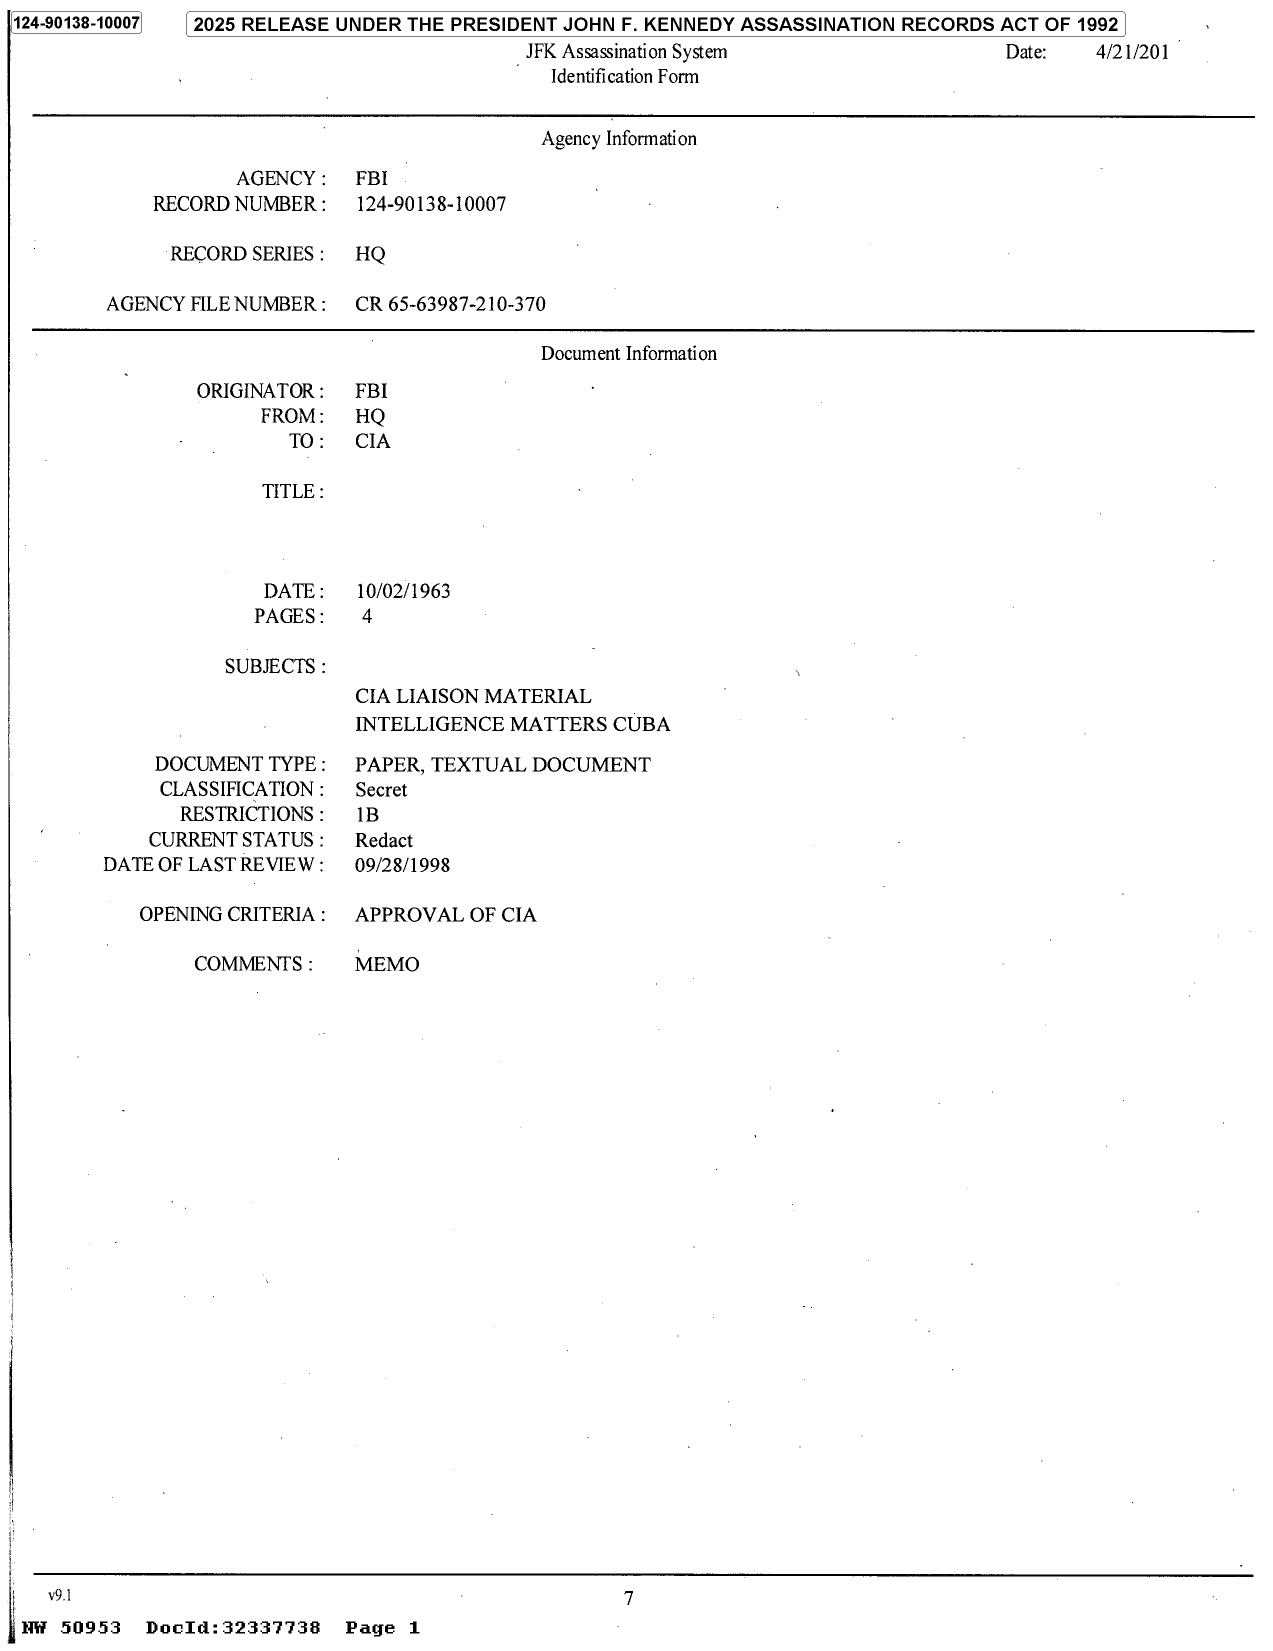 124-90138-10007
2025 RELEASE UNDER THE PRESIDENT JOHN F. KENNEDY ASSASSINATION RECORDS ACT OF 1992
JFK Assassination System
Date: 4/21/201
Identification Form
Agency Information
AGENCY : FBI
RECORD NUMBER : 124-90138-10007
RECORD SERIES : HQ
AGENCY FILE NUMBER : CR 65-63987-210-370
Document Information
ORIGINATOR : FBI
FROM : HQ
TO : CIA
TITLE :
DATE : 10/02/1963
PAGES : 4
SUBJECTS :
CIA LIAISON MATERIAL
INTELLIGENCE MATTERS CUBA
DOCUMENT TYPE : PAPER, TEXTUAL DOCUMENT
CLASSIFICATION : Secret
RESTRICTIONS : 1B
CURRENT STATUS : Redact
DATE OF LAST REVIEW : 09/28/1998
OPENING CRITERIA : APPROVAL OF CIA
COMMENTS : MEMO
v9.1
7
NW 50953 DocId:32337738 Page 1